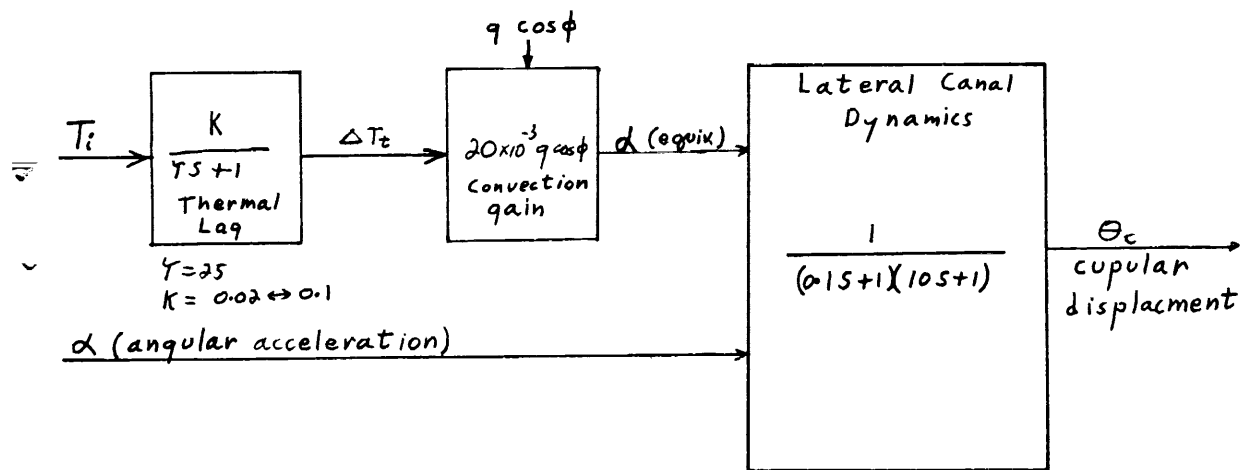 q cosϕ
Lateral Canal
Dynamics
Ti
K
τS+1
Thermal
Lag
ΔTt
20×10⁻³ q cosϕ
convection
gain
α (equiv)
1
(0.1S+1)(10S+1)
θc
cupular
displacment
τ=25
K = 0.02↔0.1
α (angular acceleration)